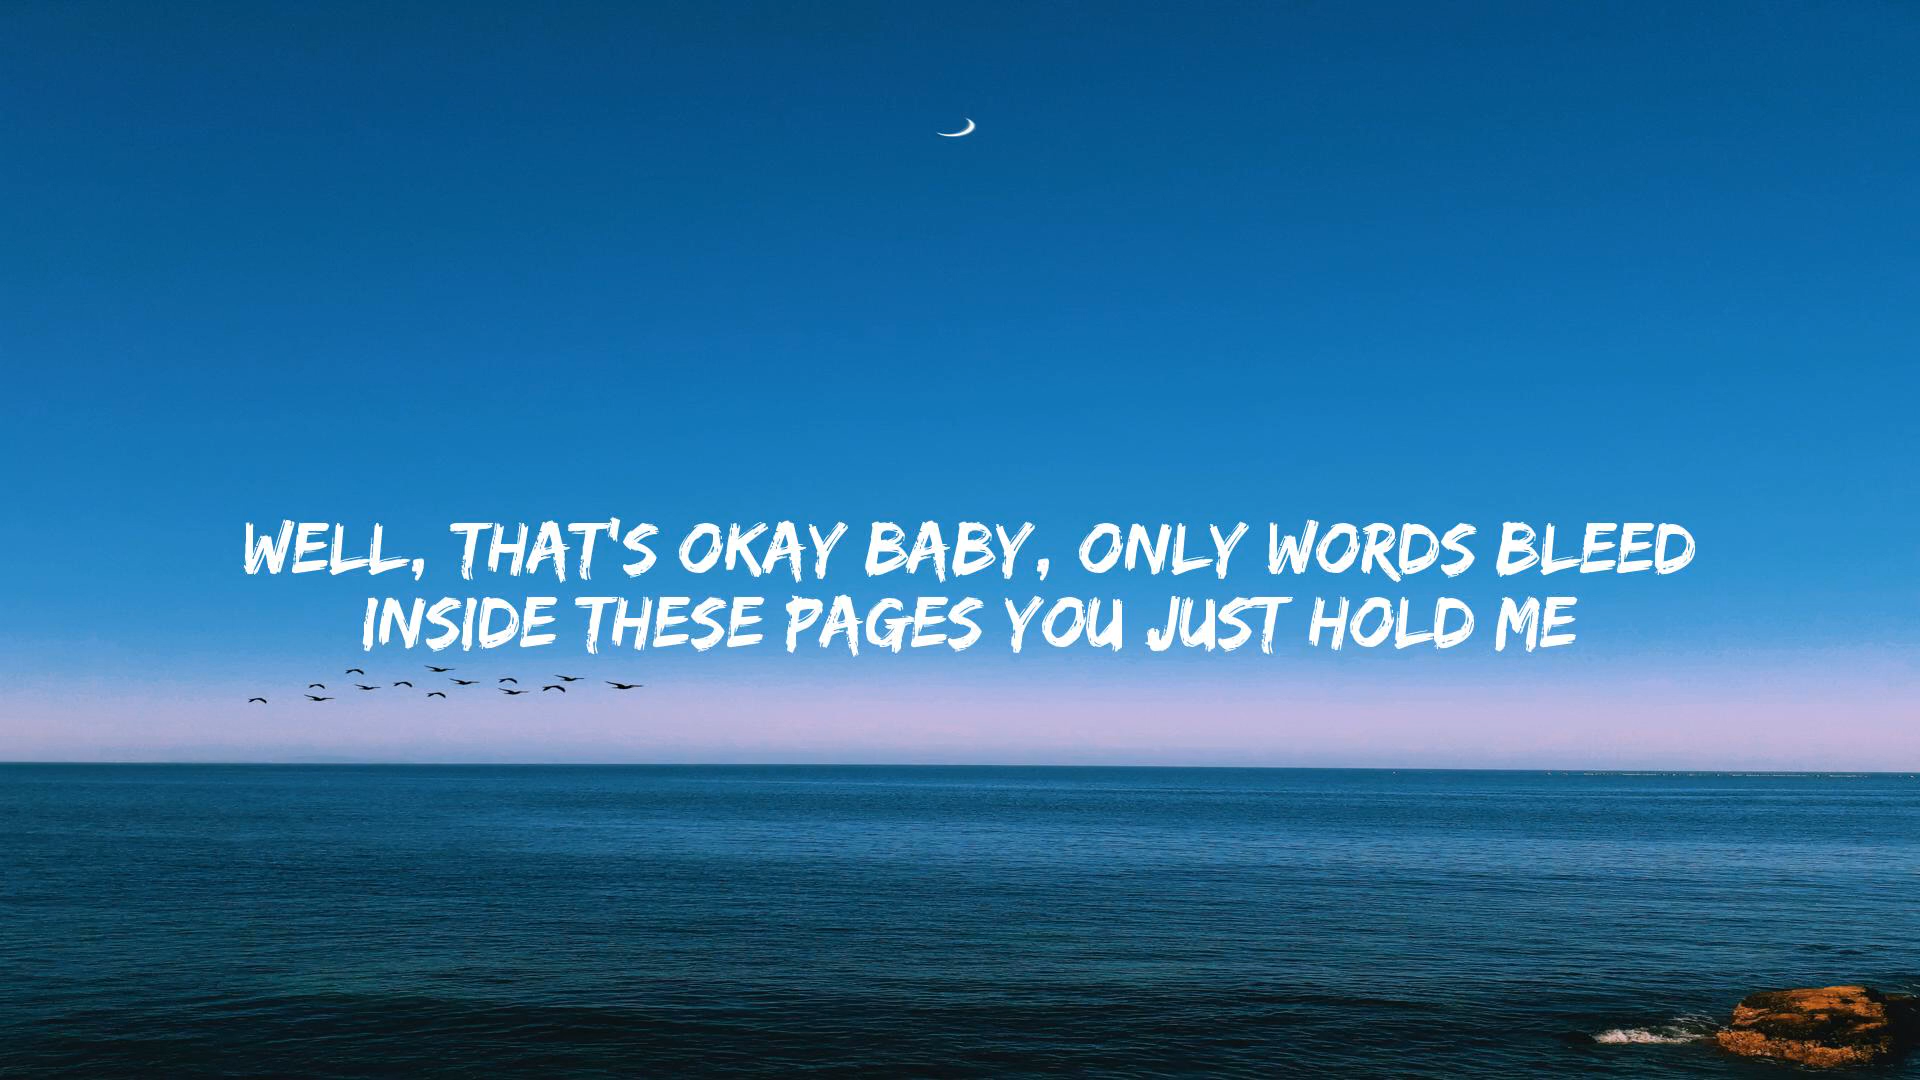 WELL, THAT'S OKAY BABY, ONLY WORDS BLEED
INSIDE THESE PAGES YOU JUST HOLD ME